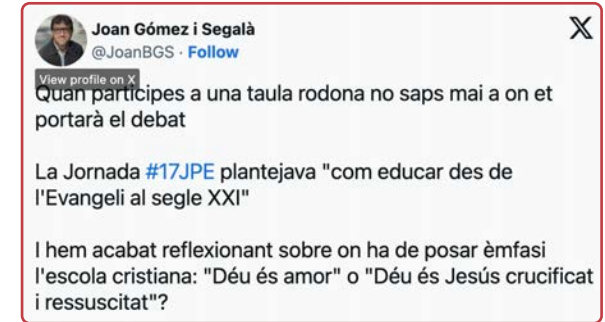 Joan Gómez i Segalà
@JoanBGS · Follow
View profile on X
Quan participes a una taula rodona no saps mai a on et
portarà el debat
La Jornada #17JPE plantejava "com educar des de
l'Evangeli al segle XXI"
I hem acabat reflexionant sobre on ha de posar èmfasi
l'escola cristiana: "Déu és amor" o "Déu és Jesús crucificat
i ressuscitat"?